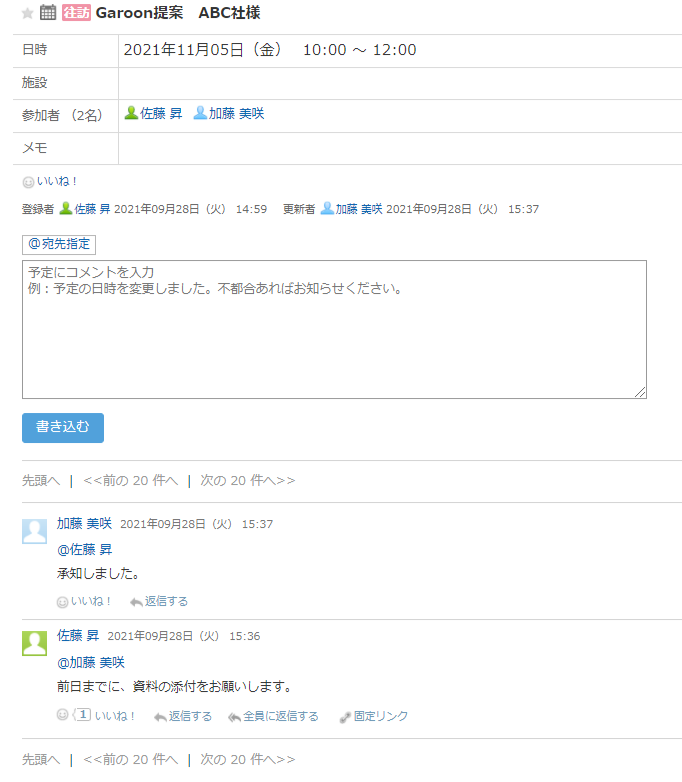 往訪 Garoon提案　ABC社様
日時 2021年11月05日（金）　10:00 ～ 12:00
施設
参加者 （2名） 佐藤 昇 加藤 美咲
メモ
いいね！
登録者 佐藤 昇 2021年09月28日（火） 14:59　更新者 加藤 美咲 2021年09月28日（火） 15:37
@宛先指定
予定にコメントを入力
例：予定の日時を変更しました。不都合あればお知らせください。
書き込む
先頭へ | <<前の 20 件へ | 次の 20 件へ>>
加藤 美咲 2021年09月28日（火） 15:37
@佐藤 昇
承知しました。
いいね！ 返信する
佐藤 昇 2021年09月28日（火） 15:36
@加藤 美咲
前日までに、資料の添付をお願いします。
1 いいね！ 返信する 全員に返信する 固定リンク
先頭へ | <<前の 20 件へ | 次の 20 件へ>>